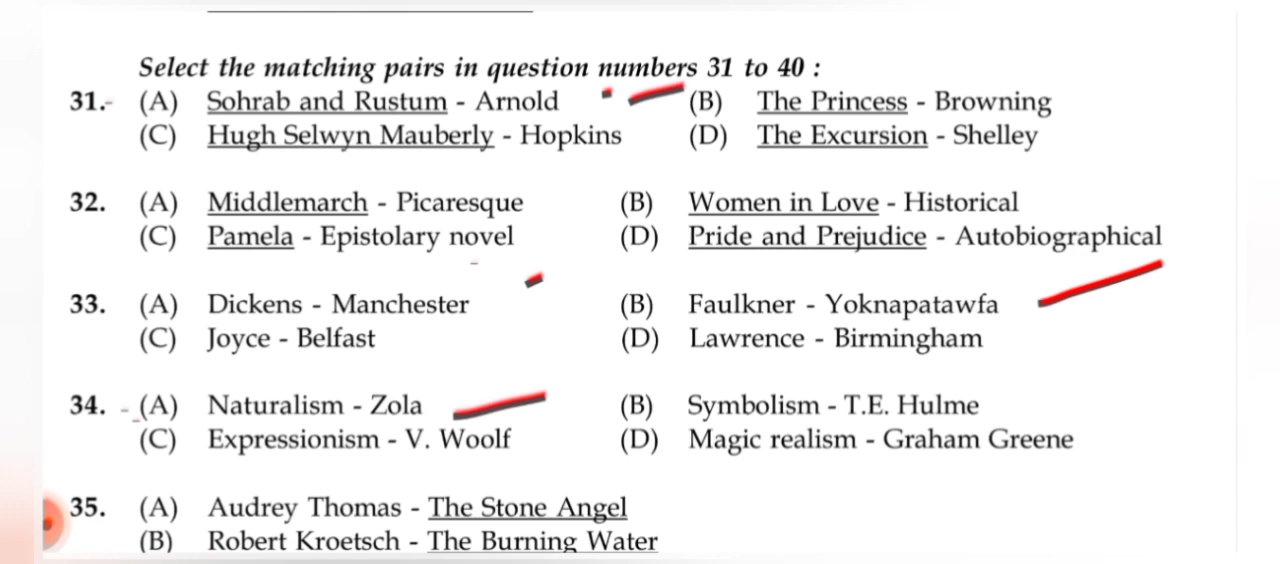 Select the matching pairs in question numbers 31 to 40 :
31. (A) Sohrab and Rustum - Arnold (B) The Princess - Browning
(C) Hugh Selwyn Mauberly - Hopkins (D) The Excursion - Shelley
32. (A) Middlemarch - Picaresque (B) Women in Love - Historical
(C) Pamela - Epistolary novel (D) Pride and Prejudice - Autobiographical
33. (A) Dickens - Manchester (B) Faulkner - Yoknapatawfa
(C) Joyce - Belfast (D) Lawrence - Birmingham
34. (A) Naturalism - Zola (B) Symbolism - T.E. Hulme
(C) Expressionism - V. Woolf (D) Magic realism - Graham Greene
35. (A) Audrey Thomas - The Stone Angel
(B) Robert Kroetsch - The Burning Water